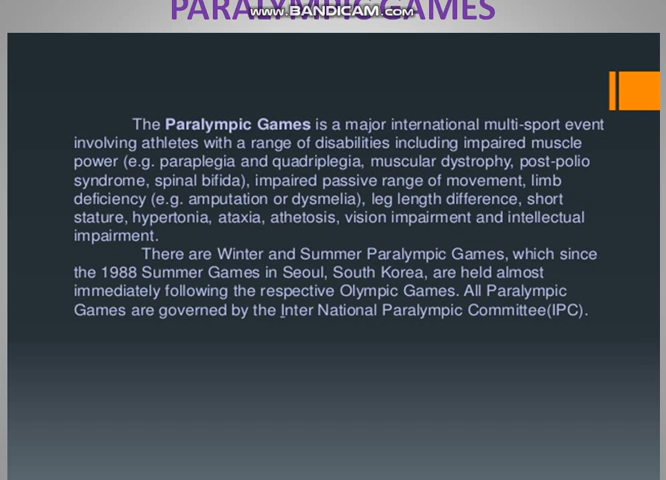 PARALYMPIC GAMES
www.BANDICAM.com
The Paralympic Games is a major international multi-sport event
involving athletes with a range of disabilities including impaired muscle
power (e.g. paraplegia and quadriplegia, muscular dystrophy, post-polio
syndrome, spinal bifida), impaired passive range of movement, limb
deficiency (e.g. amputation or dysmelia), leg length difference, short
stature, hypertonia, ataxia, athetosis, vision impairment and intellectual
impairment.
There are Winter and Summer Paralympic Games, which since
the 1988 Summer Games in Seoul, South Korea, are held almost
immediately following the respective Olympic Games. All Paralympic
Games are governed by the Inter National Paralympic Committee(IPC).